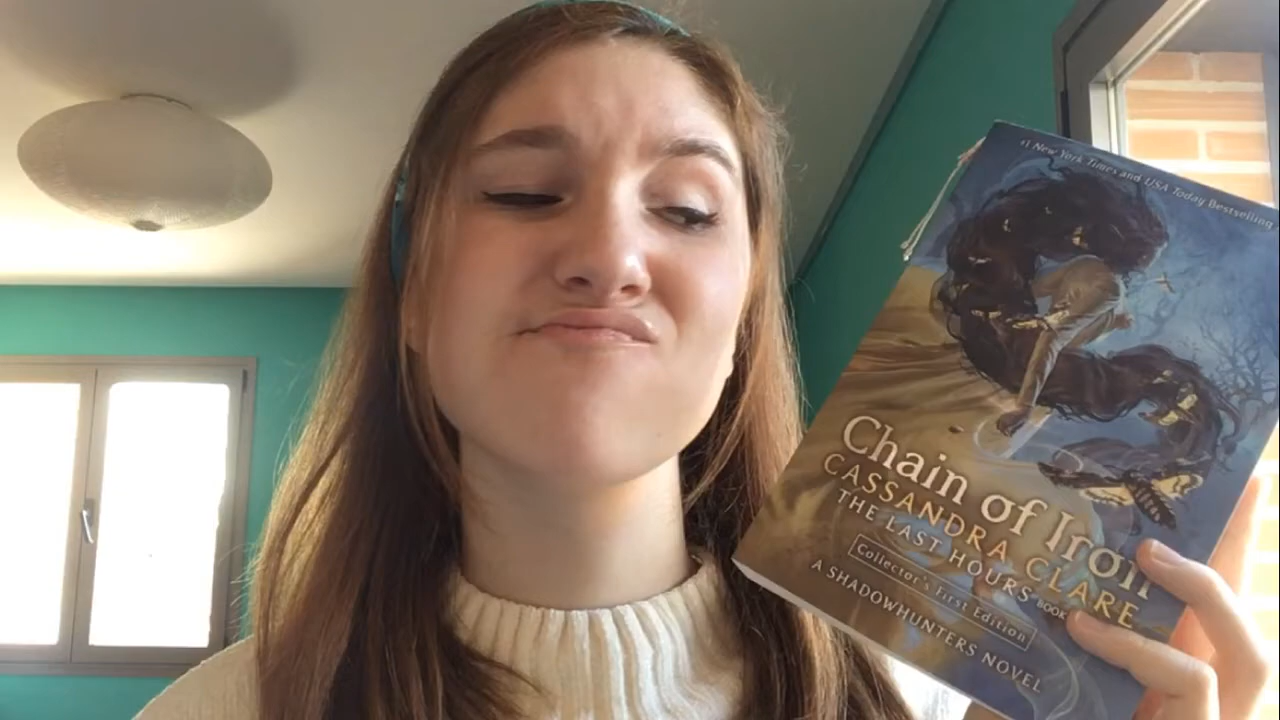 #1 New York Times and USA Today Bestselling
Chain of Iron
CASSANDRA CLARE
THE LAST HOURS BOOK
Collector's First Edition
A SHADOWHUNTERS NOVEL